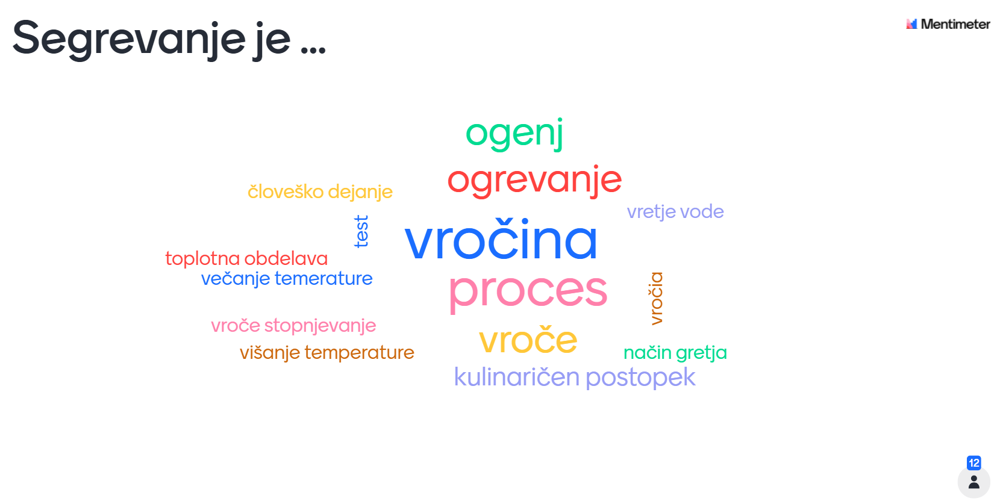 Segrevanje je ...
Mentimeter
ogenj
ogrevanje
človeško dejanje
vretje vode
test
vročina
toplotna obdelava
večanje temerature
proces
vročia
vroče stopnjevanje
vroče
višanje temperature
način gretja
kulinaričen postopek
12